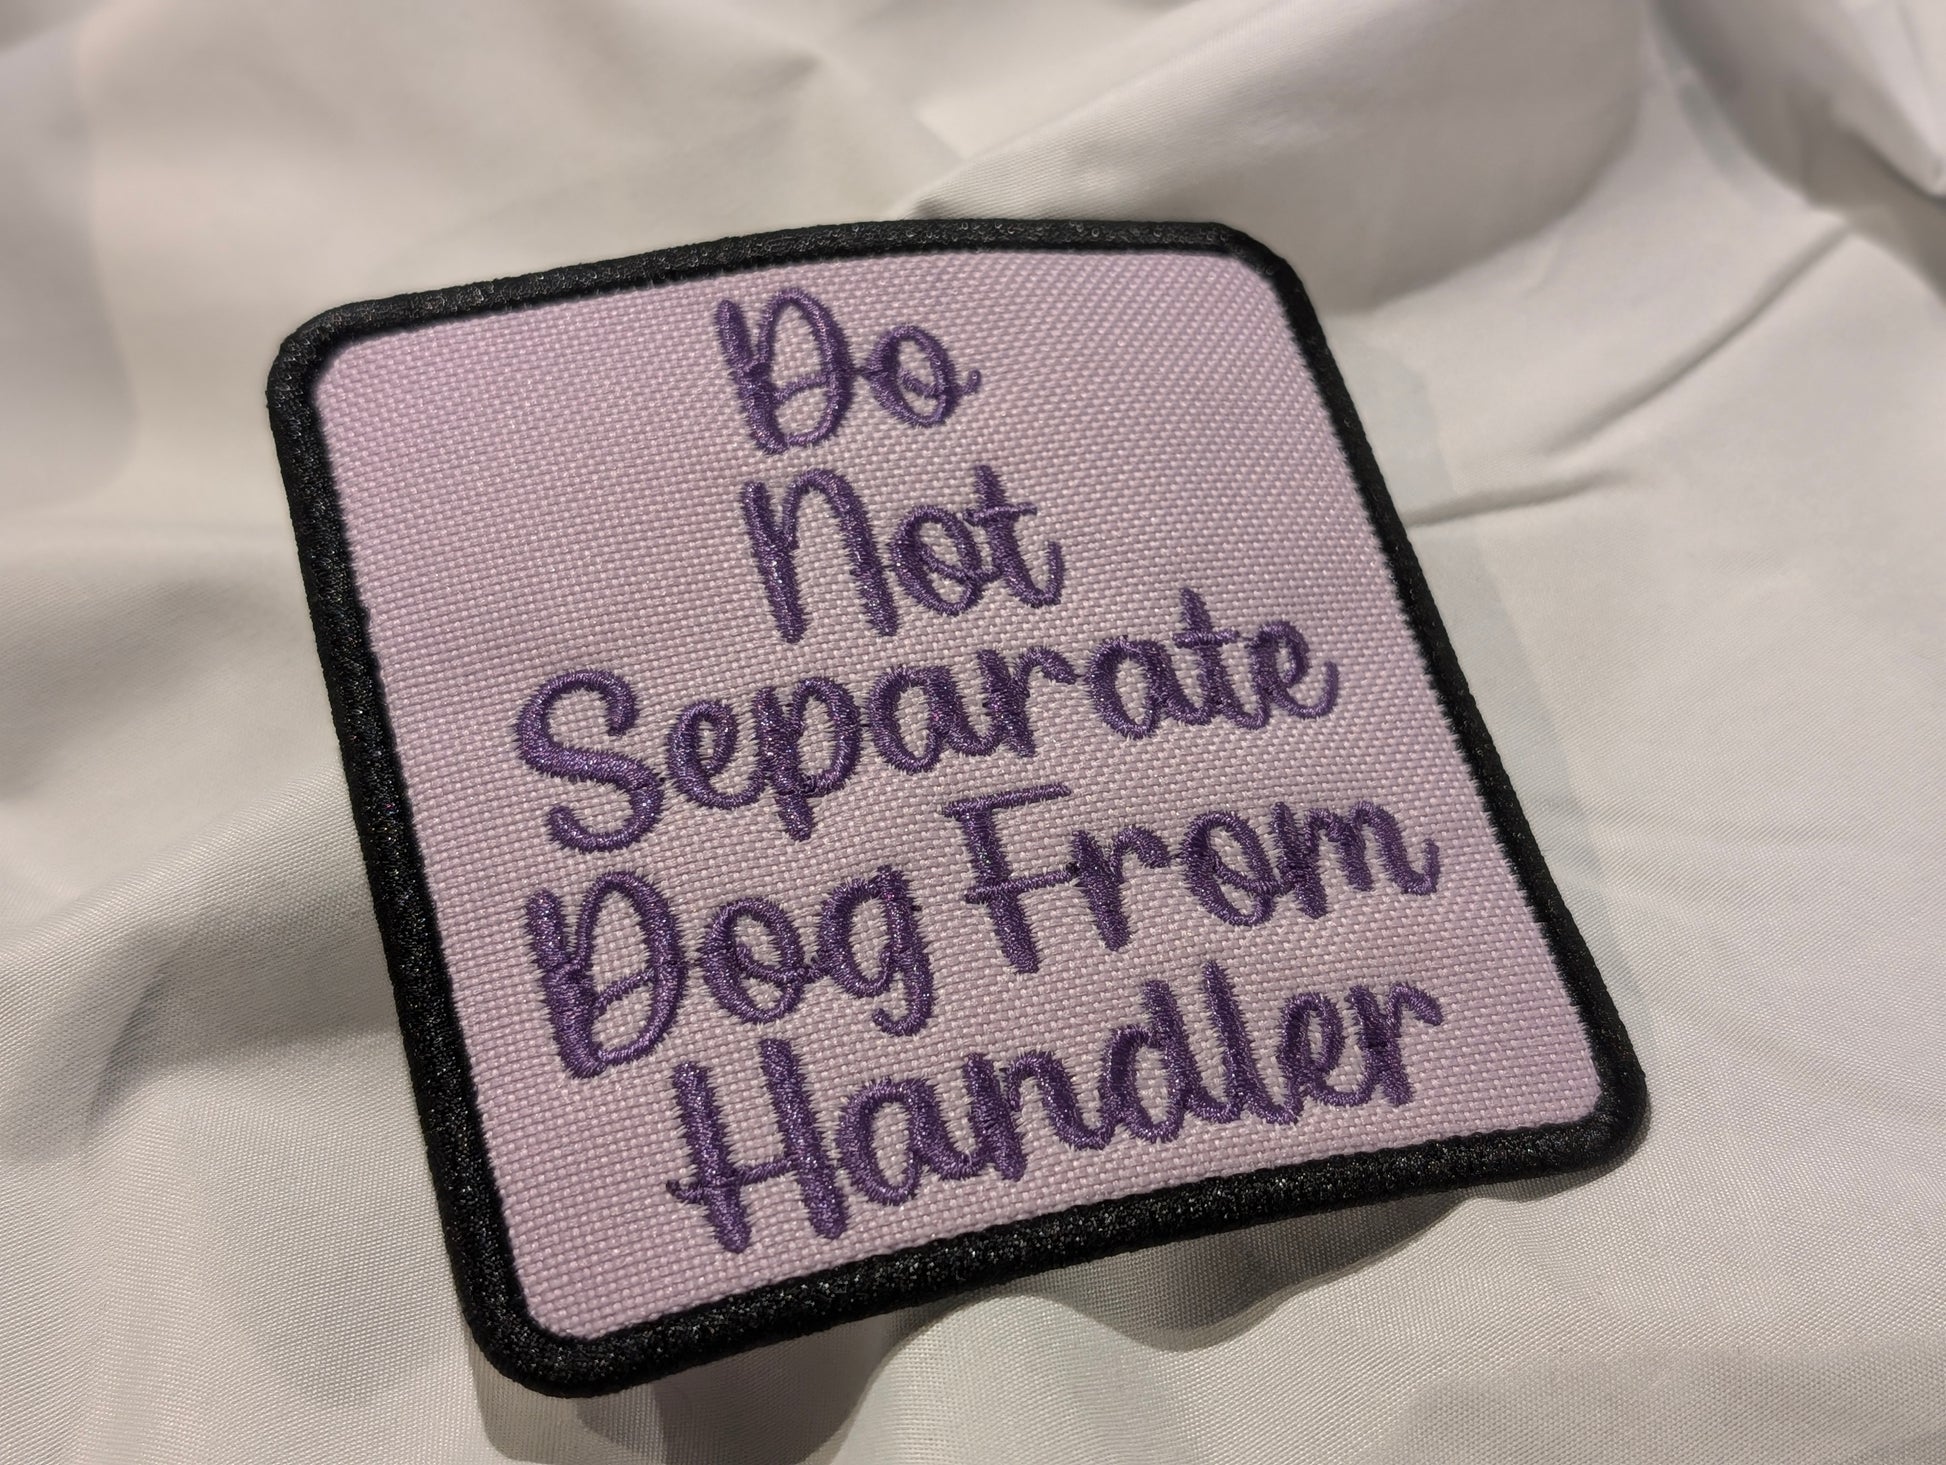 Do
Not
Separate
Dog From
Handler